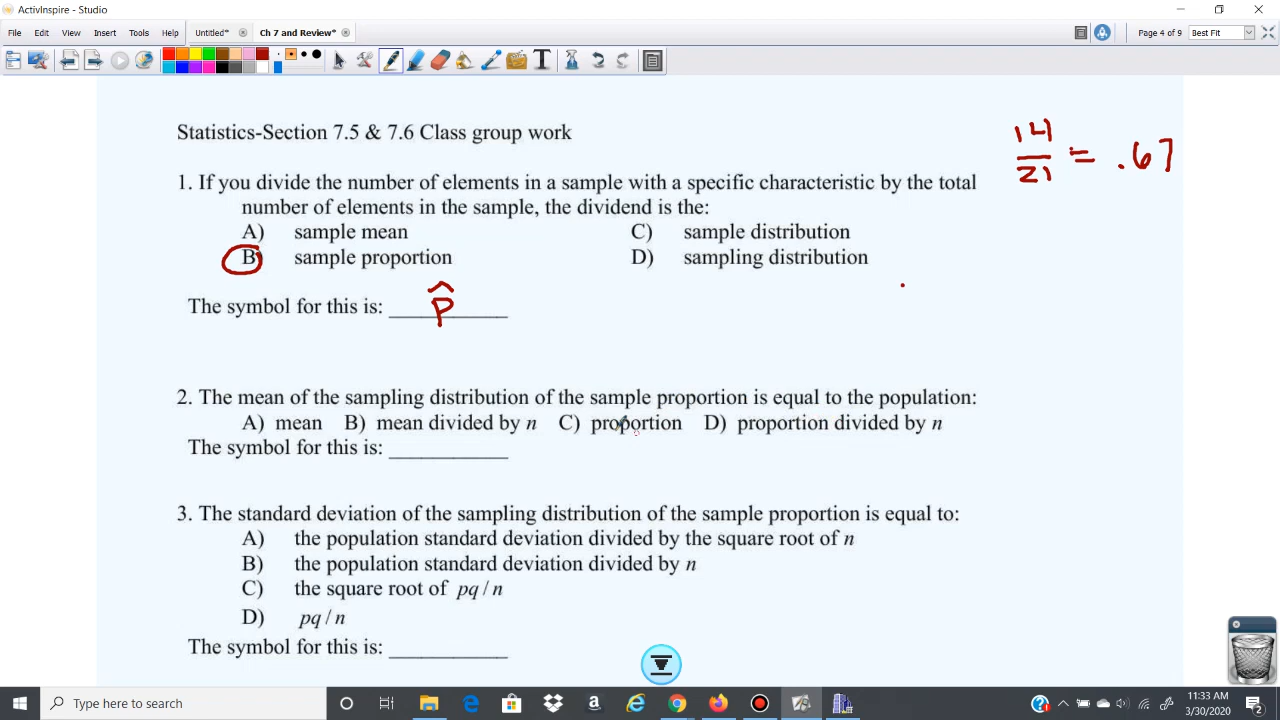 ActivInspire - Studio
File Edit View Insert Tools Help Untitled* Ch 7 and Review* Page 4 of 9 Best Fit
Statistics-Section 7.5 & 7.6 Class group work
14/21 = .67
1. If you divide the number of elements in a sample with a specific characteristic by the total
number of elements in the sample, the dividend is the:
A) sample mean C) sample distribution
B) sample proportion D) sampling distribution
The symbol for this is: p̂
2. The mean of the sampling distribution of the sample proportion is equal to the population:
A) mean B) mean divided by n C) proportion D) proportion divided by n
The symbol for this is: __________
3. The standard deviation of the sampling distribution of the sample proportion is equal to:
A) the population standard deviation divided by the square root of n
B) the population standard deviation divided by n
C) the square root of pq / n
D) pq / n
The symbol for this is: __________
Type here to search
11:33 AM
3/30/2020
2